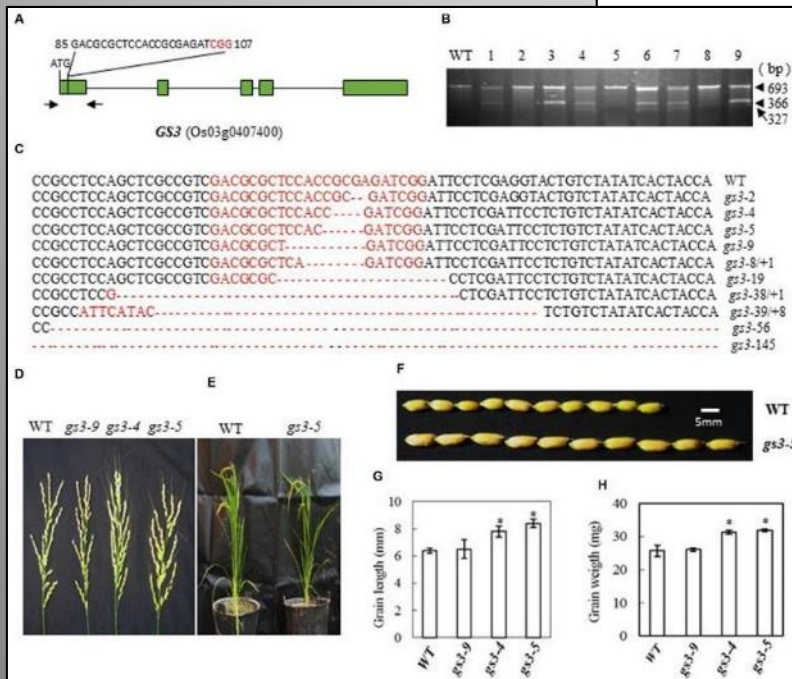 A
85 GACGCGCTCCACCGCGAGATCGG 107
ATG
GS3 (Os03g0407400)
B
WT 1 2 3 4 5 6 7 8 9
(bp)
693
366
327
C
CCGCCTCCAGCTCGCCGTCGACGCGCTCCACCGCGAGATCGGATTCCTCGAGGTACTGTCTATATCACTACCA WT
CCGCCTCCAGCTCGCCGTCGACGCGCTCCACCGC-- GATCGGATTCCTCGAGGTACTGTCTATATCACTACCA gs3-2
CCGCCTCCAGCTCGCCGTCGACGCGCTCCACC---- GATCGGATTCCTCGATTCCTCTGTCTATATCACTACCA gs3-4
CCGCCTCCAGCTCGCCGTCGACGCGCTCCAC----- GATCGGATTCCTCGATTCCTCTGTCTATATCACTACCA gs3-5
CCGCCTCCAGCTCGCCGTCGACGCGCT---------GATCGGATTCCTCGATTCCTCTGTCTATATCACTACCA gs3-9
CCGCCTCCAGCTCGCCGTCGACGCGCTCA-------GATCGGATTCCTCGATTCCTCTGTCTATATCACTACCA gs3-8/+1
CCGCCTCCAGCTCGCCGTCGACGCGC-------------------CCTCGATTCCTCTGTCTATATCACTACCA gs3-19
CCGCCTCCG--------------------------------------CTCGATTCCTCTGTCTATATCACTACCA gs3-38/+1
CCGCCATTCATAC---------------------------------------TCTGTCTATATCACTACCA gs3-39/+8
CC-------------------------------------------------------- gs3-56
---------------------------------------------------------- gs3-145
D
WT gs3-9 gs3-4 gs3-5
E
WT gs3-5
F
WT
5mm
gs3-5
G
Grain length (mm)
10
8
6
4
2
0
* *
WT gs3-9 gs3-4 gs3-5
H
Grain weigth (mg)
40
30
20
10
0
* *
WT gs3-9 gs3-4 gs3-5